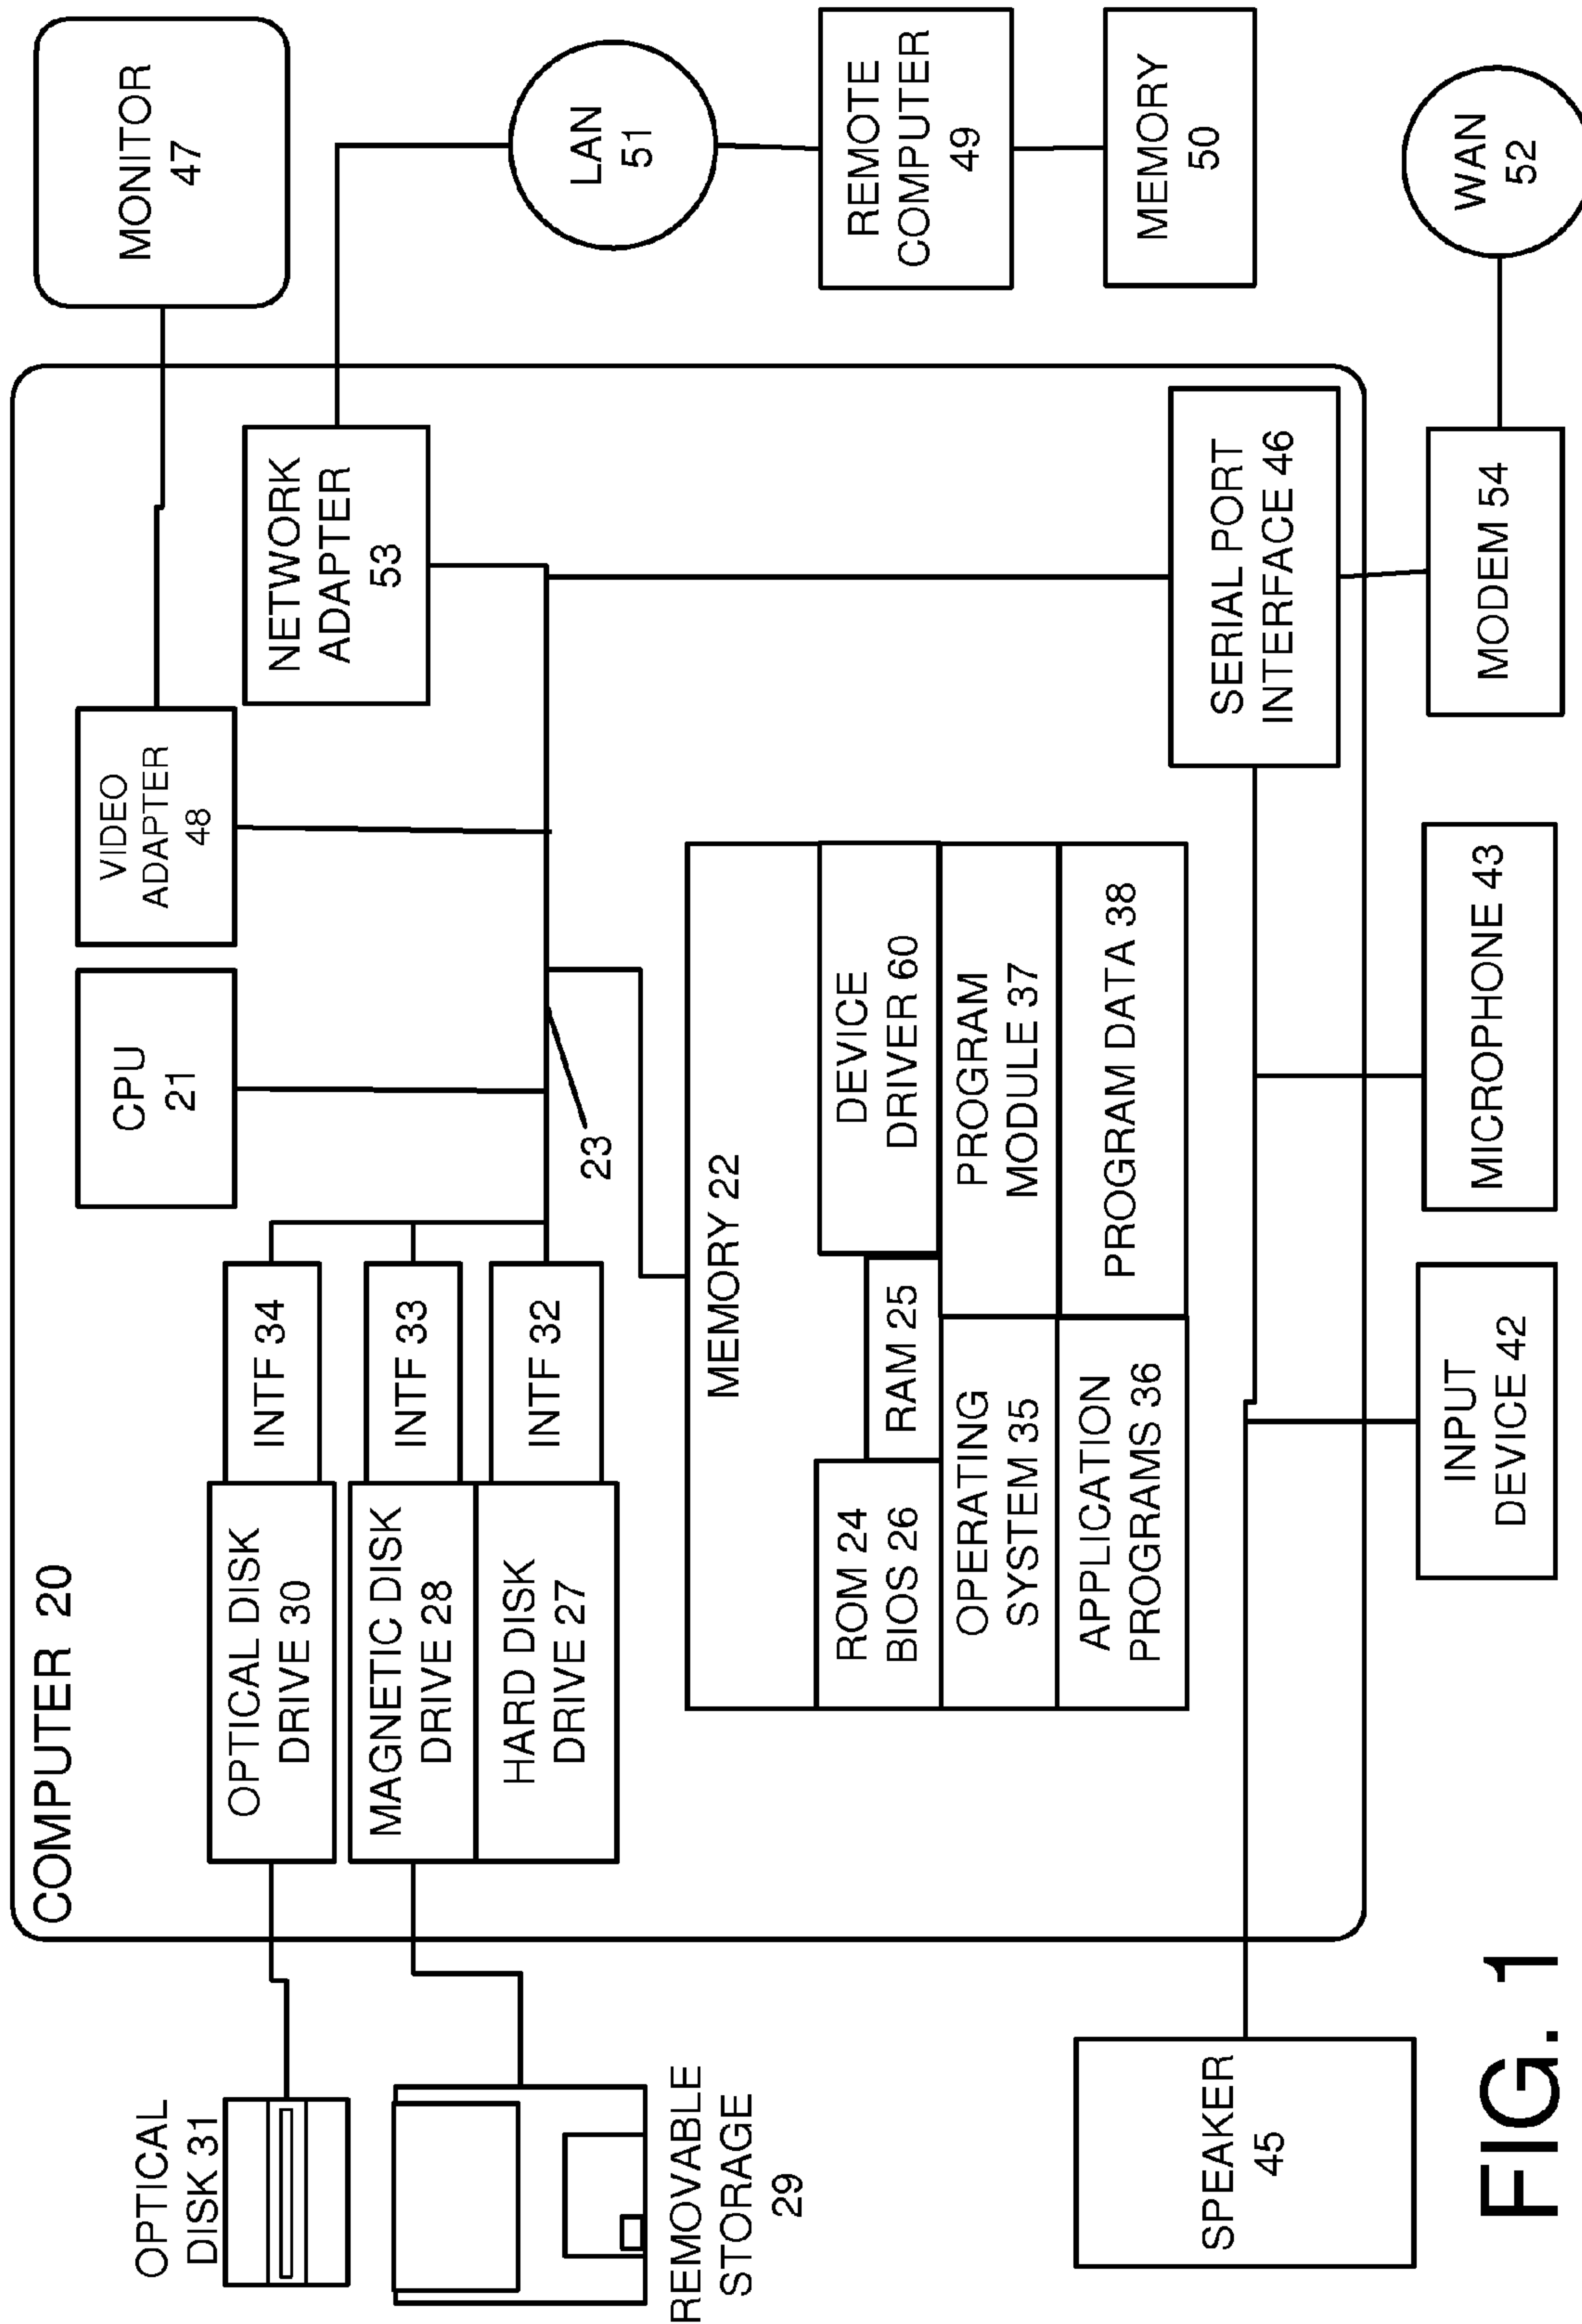 COMPUTER 20
MONITOR
47
VIDEO
ADAPTER
48
CPU
21
NETWORK
ADAPTER
53
LAN
51
REMOTE
COMPUTER
49
MEMORY
50
WAN
52
OPTICAL
DISK 31
OPTICAL DISK
DRIVE 30
INTF 34
MAGNETIC DISK
DRIVE 28
INTF 33
HARD DISK
DRIVE 27
INTF 32
23
REMOVABLE
STORAGE
29
MEMORY 22
ROM 24
BIOS 26
RAM 25
DEVICE
DRIVER 60
OPERATING
SYSTEM 35
PROGRAM
MODULE 37
APPLICATION
PROGRAMS 36
PROGRAM DATA 38
SERIAL PORT
INTERFACE 46
SPEAKER
45
INPUT
DEVICE 42
MICROPHONE 43
MODEM 54
FIG. 1